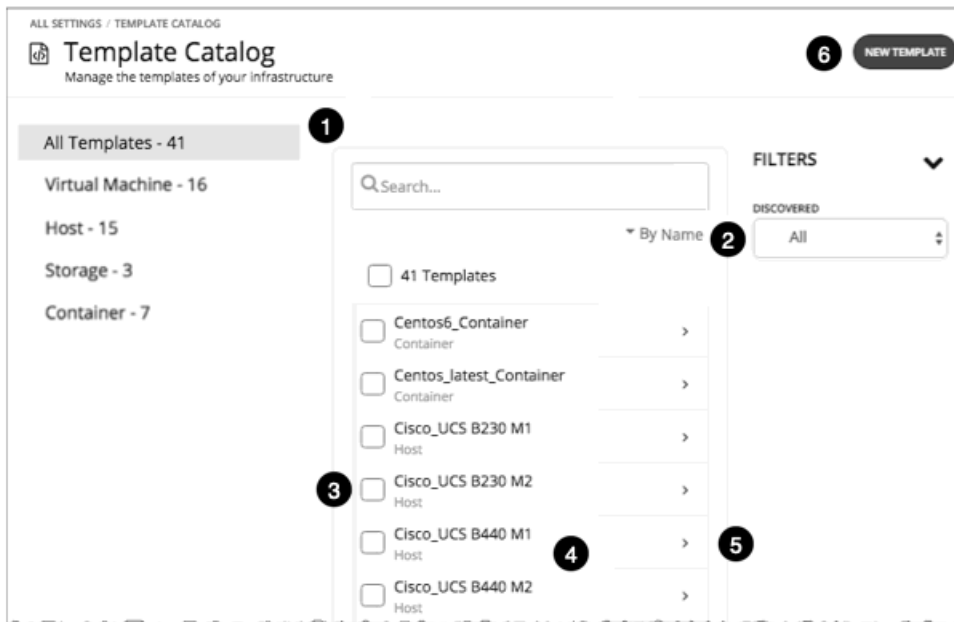 ALL SETTINGS / TEMPLATE CATALOG
Template Catalog
Manage the templates of your infrastructure
6
NEW TEMPLATE
1
All Templates - 41
Virtual Machine - 16
Host - 15
Storage - 3
Container - 7
Search...
By Name
2
FILTERS
DISCOVERED
All
41 Templates
Centos6_Container
Container
Centos_latest_Container
Container
Cisco_UCS B230 M1
Host
3
Cisco_UCS B230 M2
Host
Cisco_UCS B440 M1
Host
4
5
Cisco_UCS B440 M2
Host